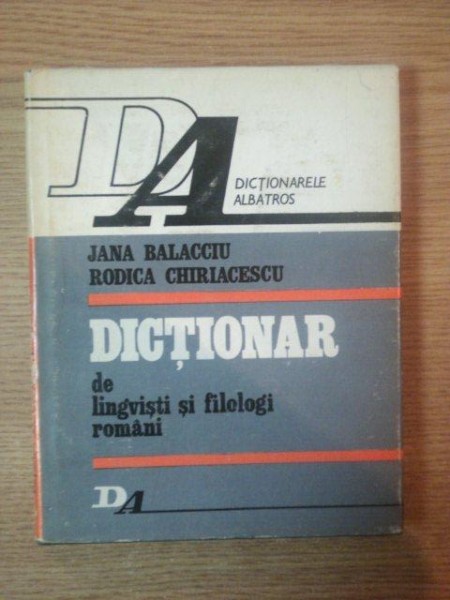 DA
DICȚIONARELE
ALBATROS
JANA BALACCIU
RODICA CHIRIACESCU
DICȚIONAR
de
lingviști și filologi
români
DA